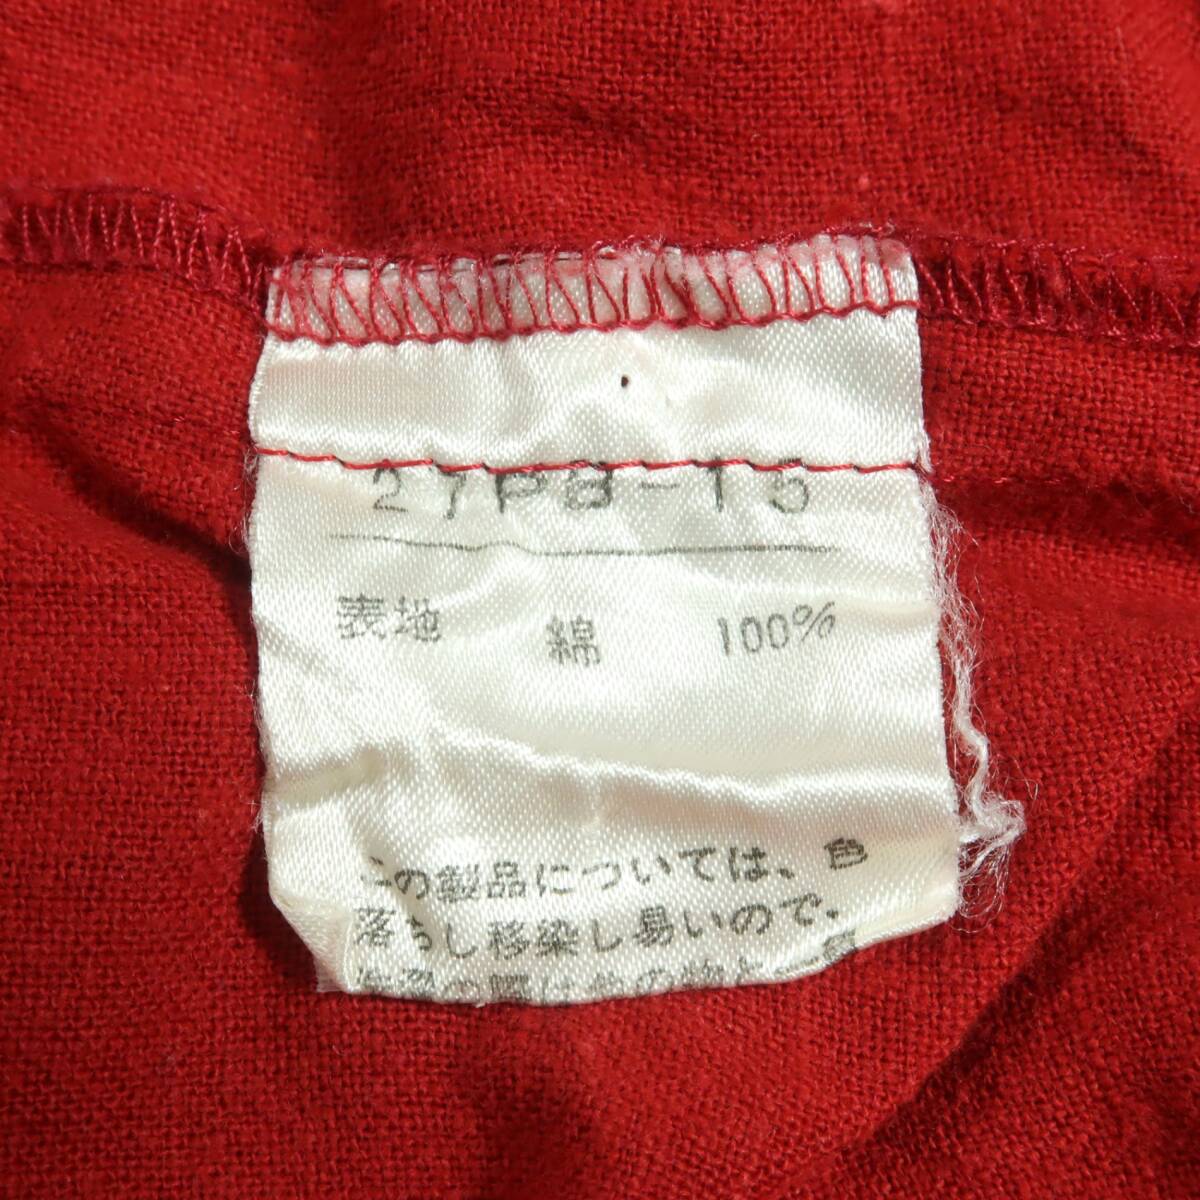 27PB-15
表地 綿 100%
この製品については、色
落ちし移染し易いので、